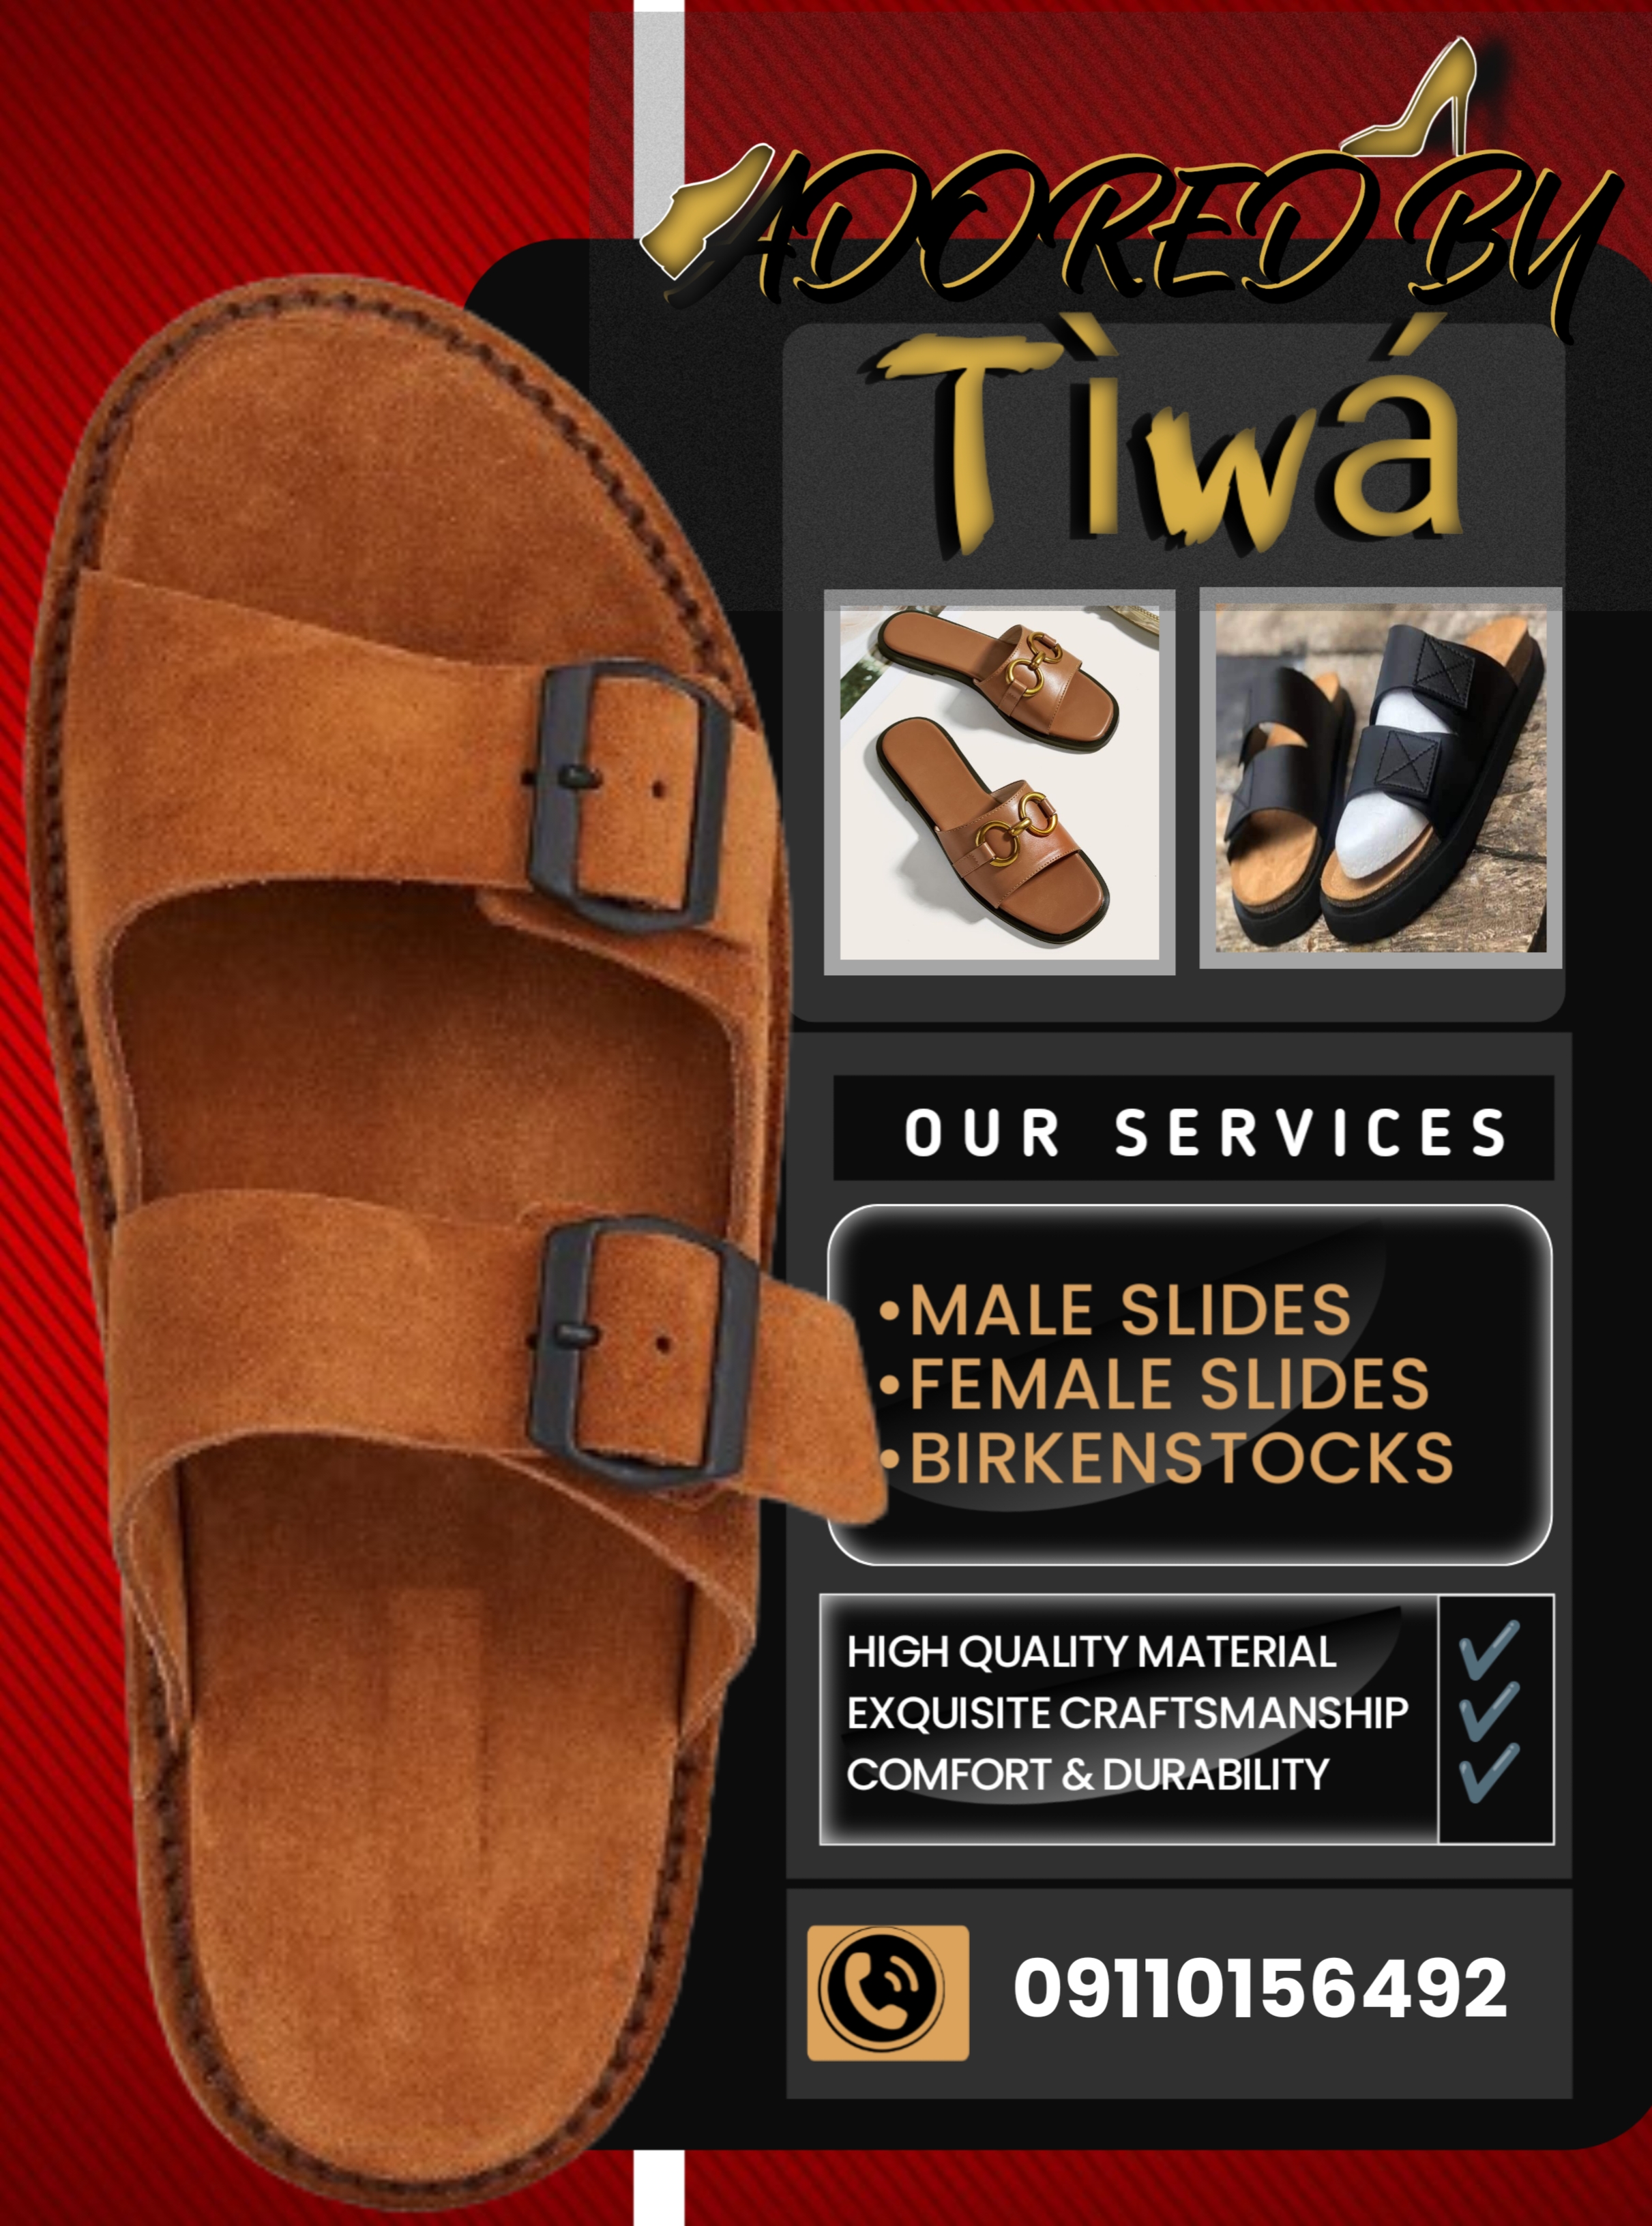 ADORED BY
Tìwá
OUR SERVICES
•MALE SLIDES
•FEMALE SLIDES
•BIRKENSTOCKS
HIGH QUALITY MATERIAL ✔
EXQUISITE CRAFTSMANSHIP ✔
COMFORT & DURABILITY ✔
09110156492